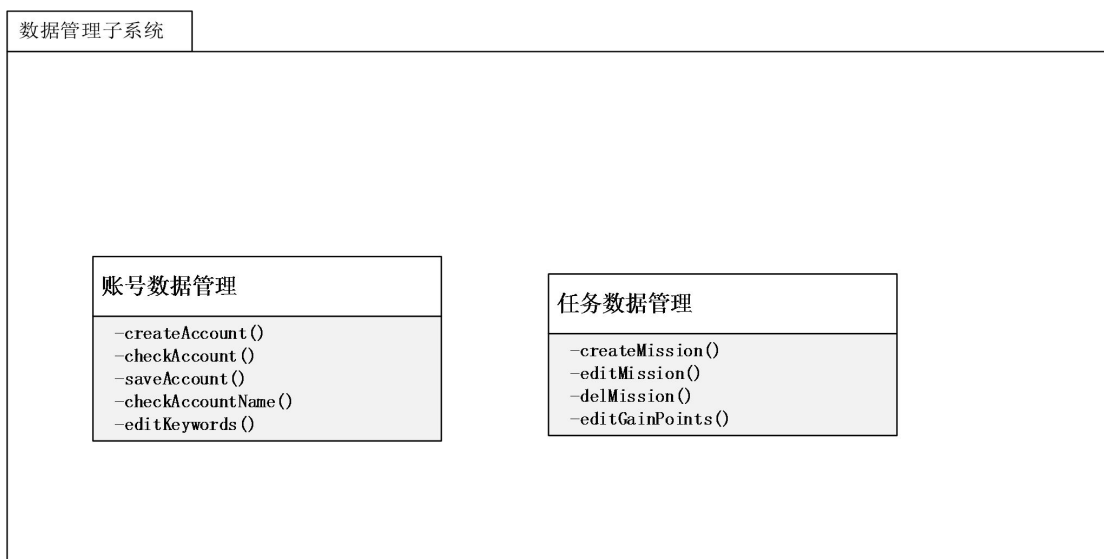 数据管理子系统
账号数据管理
-createAccount()
-checkAccount()
-saveAccount()
-checkAccountName()
-editKeywords()
任务数据管理
-createMission()
-editMission()
-delMission()
-editGainPoints()